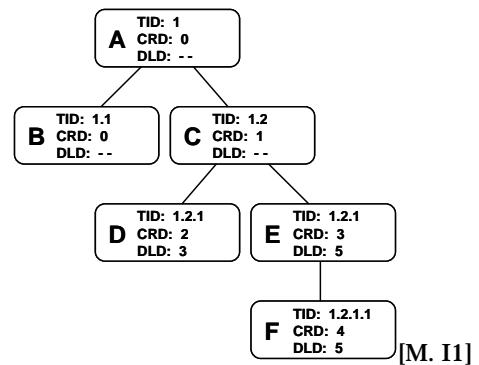 A
TID: 1
CRD: 0
DLD: - -
B
TID: 1.1
CRD: 0
DLD: - -
C
TID: 1.2
CRD: 1
DLD: - -
D
TID: 1.2.1
CRD: 2
DLD: 3
E
TID: 1.2.1
CRD: 3
DLD: 5
F
TID: 1.2.1.1
CRD: 4
DLD: 5
[M. I1]